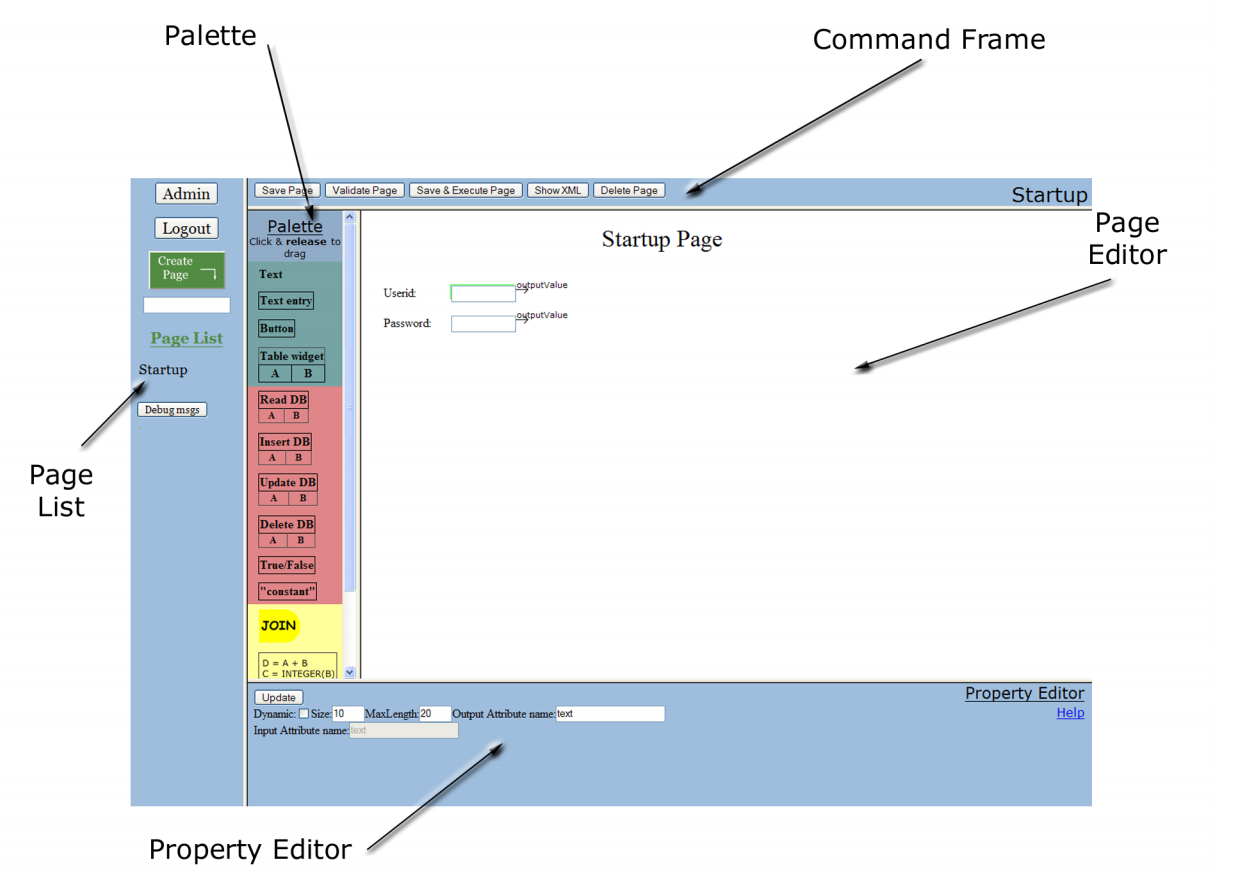 Palette
Command Frame
Admin
Save Page Validate Page Save & Execute Page Show XML Delete Page
Startup
Logout
Create
Page
Page List
Startup
Debug msgs
Palette
Click & release to
drag
Text
Text entry
Button
Table widget
A B
Read DB
A B
Insert DB
A B
Update DB
A B
Delete DB
A B
True/False
"constant"
JOIN
D = A + B
C = INTEGER(B)
Startup Page
Userid: outputValue
Password: outputValue
Page
Editor
Page
List
Update
Property Editor
Dynamic: Size: 10 MaxLength: 20 Output Attribute name: text
Help
Input Attribute name: text
Property Editor